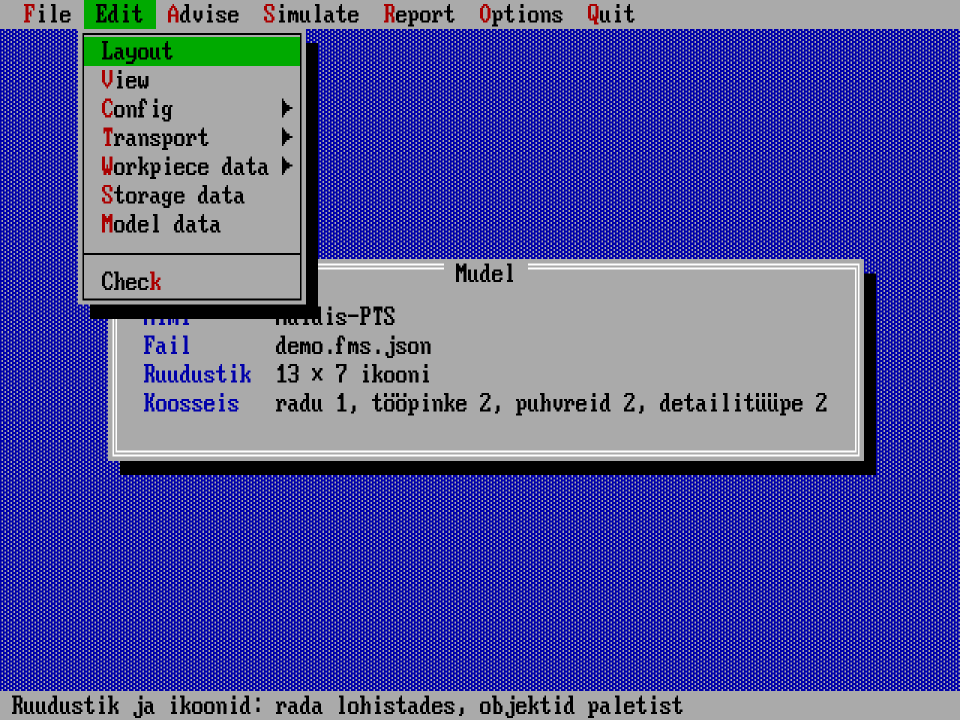 File Edit Advise Simulate Report Options Quit
Layout
View
Config
Transport
Workpiece data
Storage data
Model data
Check
Mudel
Fail demo.fms.json
Ruudustik 13 × 7 ikooni
Koosseis radu 1, tööpinke 2, puhvreid 2, detailitüüpe 2
Ruudustik ja ikoonid: rada lohistades, objektid paletist